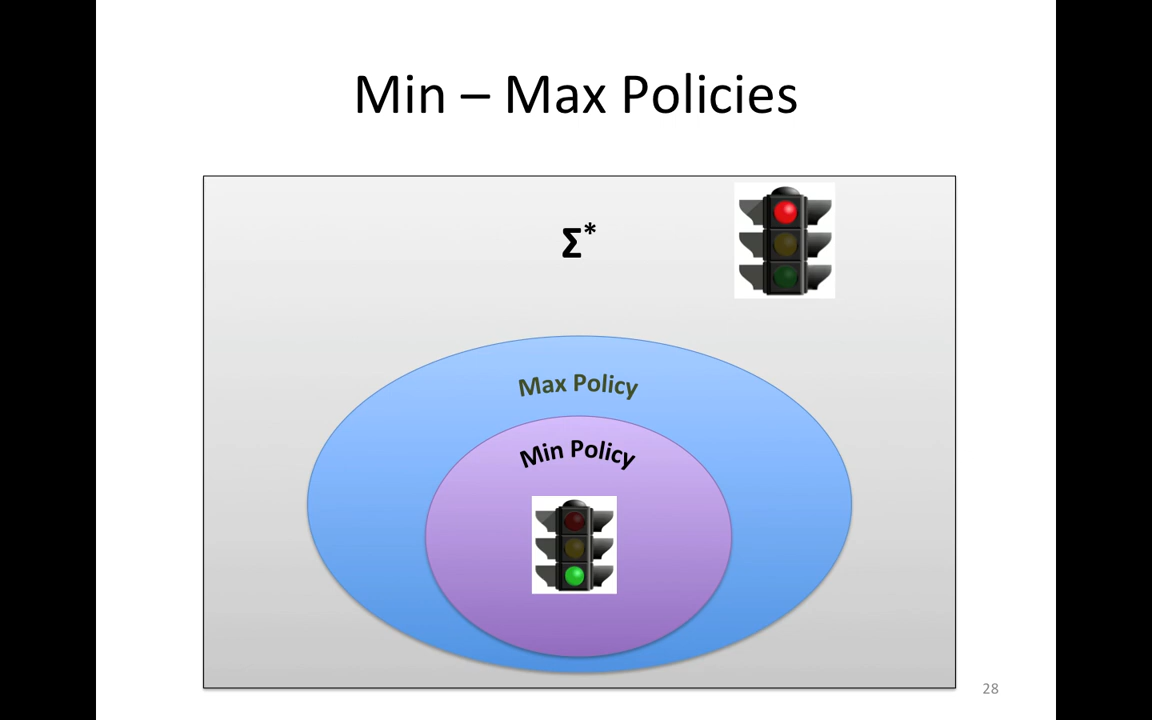 Min – Max Policies
Σ*
Max Policy
Min Policy
28